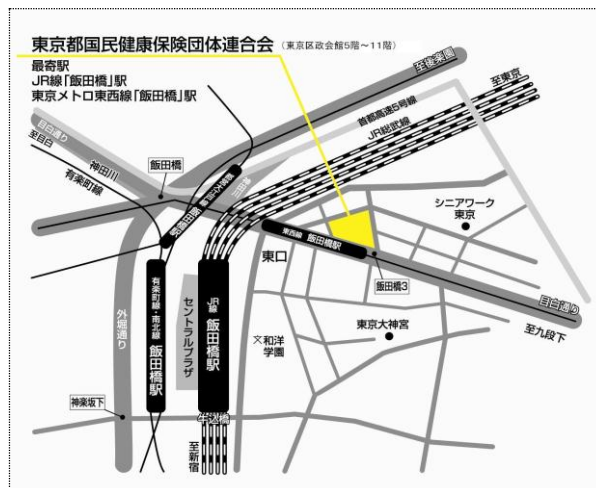 東京都国民健康保険団体連合会（東京区政会館5階～11階）
最寄駅
JR線「飯田橋」駅
東京メトロ東西線「飯田橋」駅
至後楽園
至東京
首都高速5号線
JR総武線
目白通り
至目白
神田川
有楽町線
飯田橋
シニアワーク
東京
東西線 飯田橋駅
東口
飯田橋3
目白通り
至九段下
外堀通り
有楽町線・南北線 飯田橋駅
セントラルプラザ
JR線 飯田橋駅
東京大神宮
和洋
学園
神楽坂下
牛込橋
至新宿